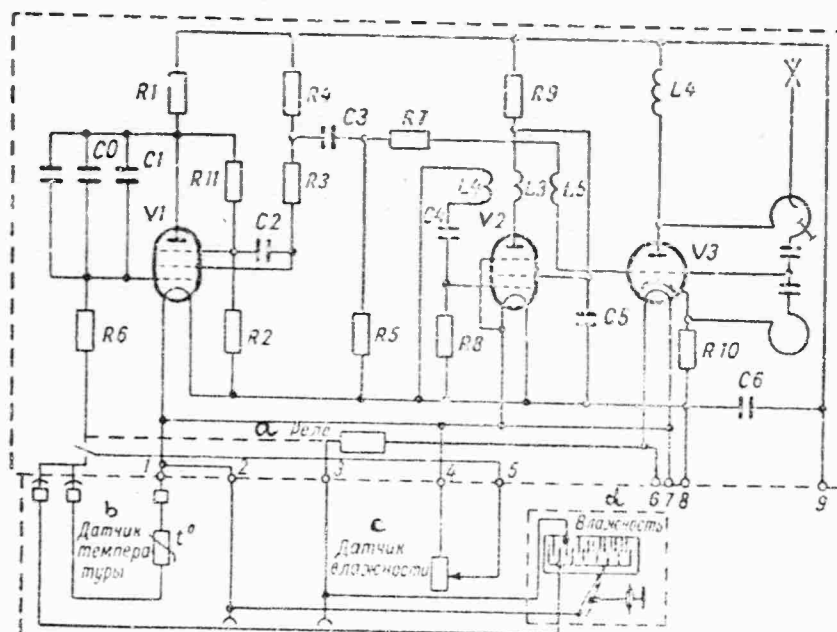 R1
R4
R9
L4
C3
R7
C0
C1
R11
R3
L4
L3
L5
V1
C2
C4
V2
V3
R6
R2
R5
R8
C5
R10
C6
a Реле
1
2
3
4
5
6
7
8
9
b
Датчик
темпера
туры
t°
c
Датчик
влажности
d
Влажность